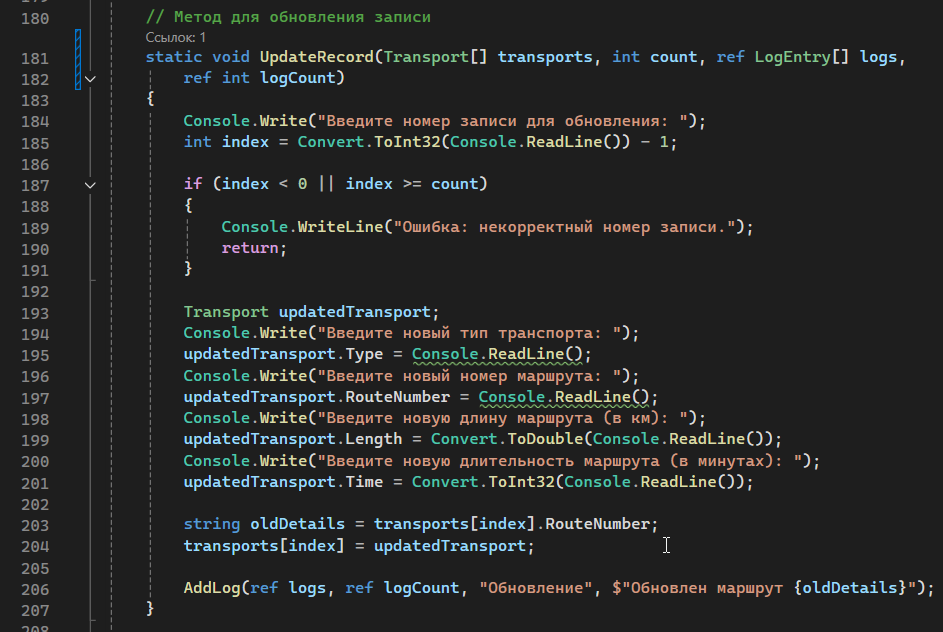 180 // Метод для обновления записи
Ссылок: 1
181 static void UpdateRecord(Transport[] transports, int count, ref LogEntry[] logs,
182 ref int logCount)
183 {
184 Console.Write("Введите номер записи для обновления: ");
185 int index = Convert.ToInt32(Console.ReadLine()) - 1;
186
187 if (index < 0 || index >= count)
188 {
189 Console.WriteLine("Ошибка: некорректный номер записи.");
190 return;
191 }
192
193 Transport updatedTransport;
194 Console.Write("Введите новый тип транспорта: ");
195 updatedTransport.Type = Console.ReadLine();
196 Console.Write("Введите новый номер маршрута: ");
197 updatedTransport.RouteNumber = Console.ReadLine();
198 Console.Write("Введите новую длину маршрута (в км): ");
199 updatedTransport.Length = Convert.ToDouble(Console.ReadLine());
200 Console.Write("Введите новую длительность маршрута (в минутах): ");
201 updatedTransport.Time = Convert.ToInt32(Console.ReadLine());
202
203 string oldDetails = transports[index].RouteNumber;
204 transports[index] = updatedTransport;
205
206 AddLog(ref logs, ref logCount, "Обновление", $"Обновлен маршрут {oldDetails}");
207 }
208